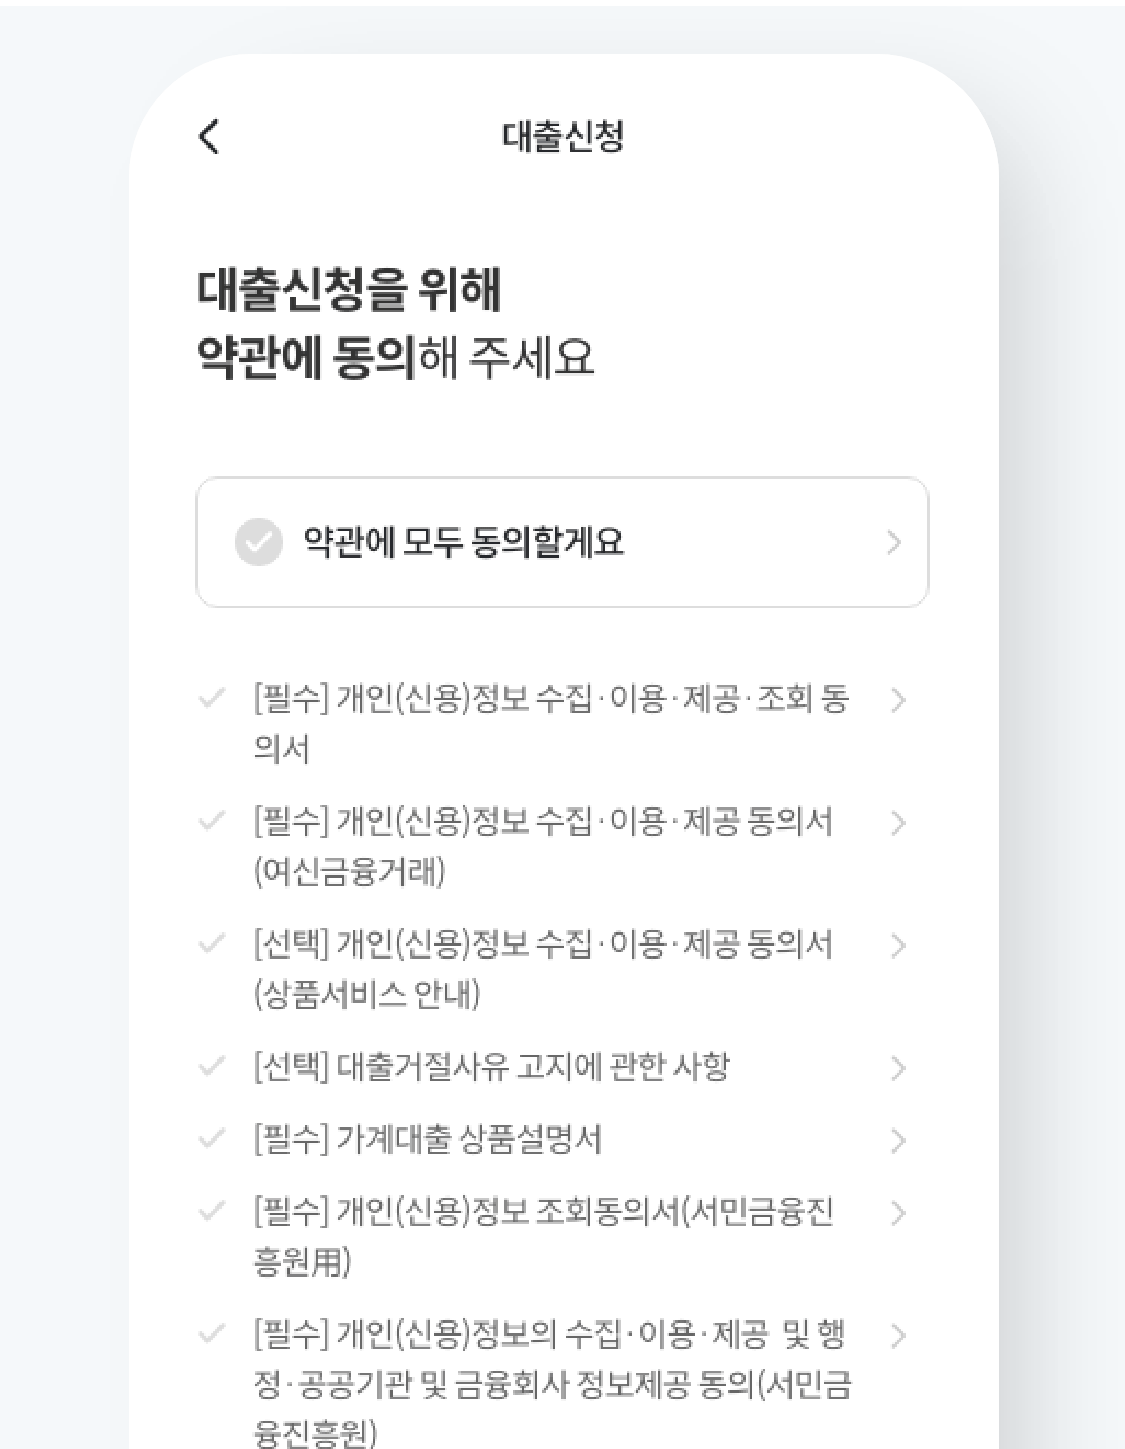 대출신청
대출신청을 위해
약관에 동의해 주세요
약관에 모두 동의할게요
[필수] 개인(신용)정보 수집·이용·제공·조회 동
의서
[필수] 개인(신용)정보 수집·이용·제공 동의서
(여신금융거래)
[선택] 개인(신용)정보 수집·이용·제공 동의서
(상품서비스 안내)
[선택] 대출거절사유 고지에 관한 사항
[필수] 가계대출 상품설명서
[필수] 개인(신용)정보 조회동의서(서민금융진
흥원用)
[필수] 개인(신용)정보의 수집·이용·제공 및 행
정·공공기관 및 금융회사 정보제공 동의(서민금
융진흥원)